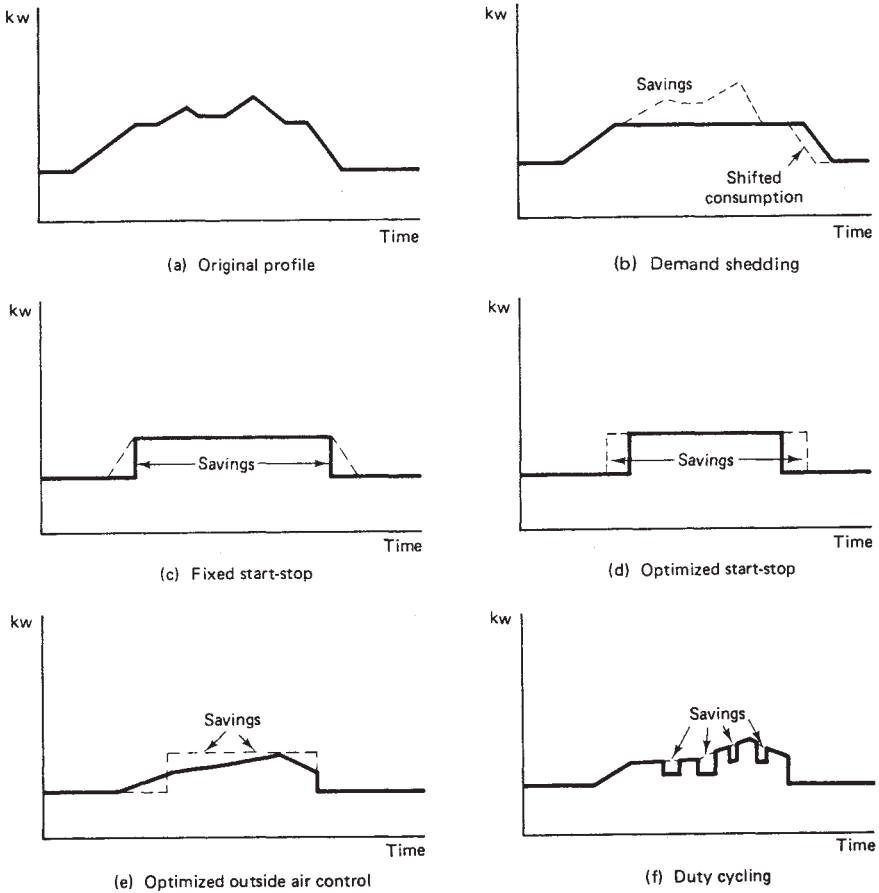 kw
Time
(a) Original profile
kw
Savings
Shifted
consumption
Time
(b) Demand shedding
kw
Savings
Time
(c) Fixed start-stop
kw
Savings
Time
(d) Optimized start-stop
kw
Savings
Time
(e) Optimized outside air control
kw
Savings
Time
(f) Duty cycling